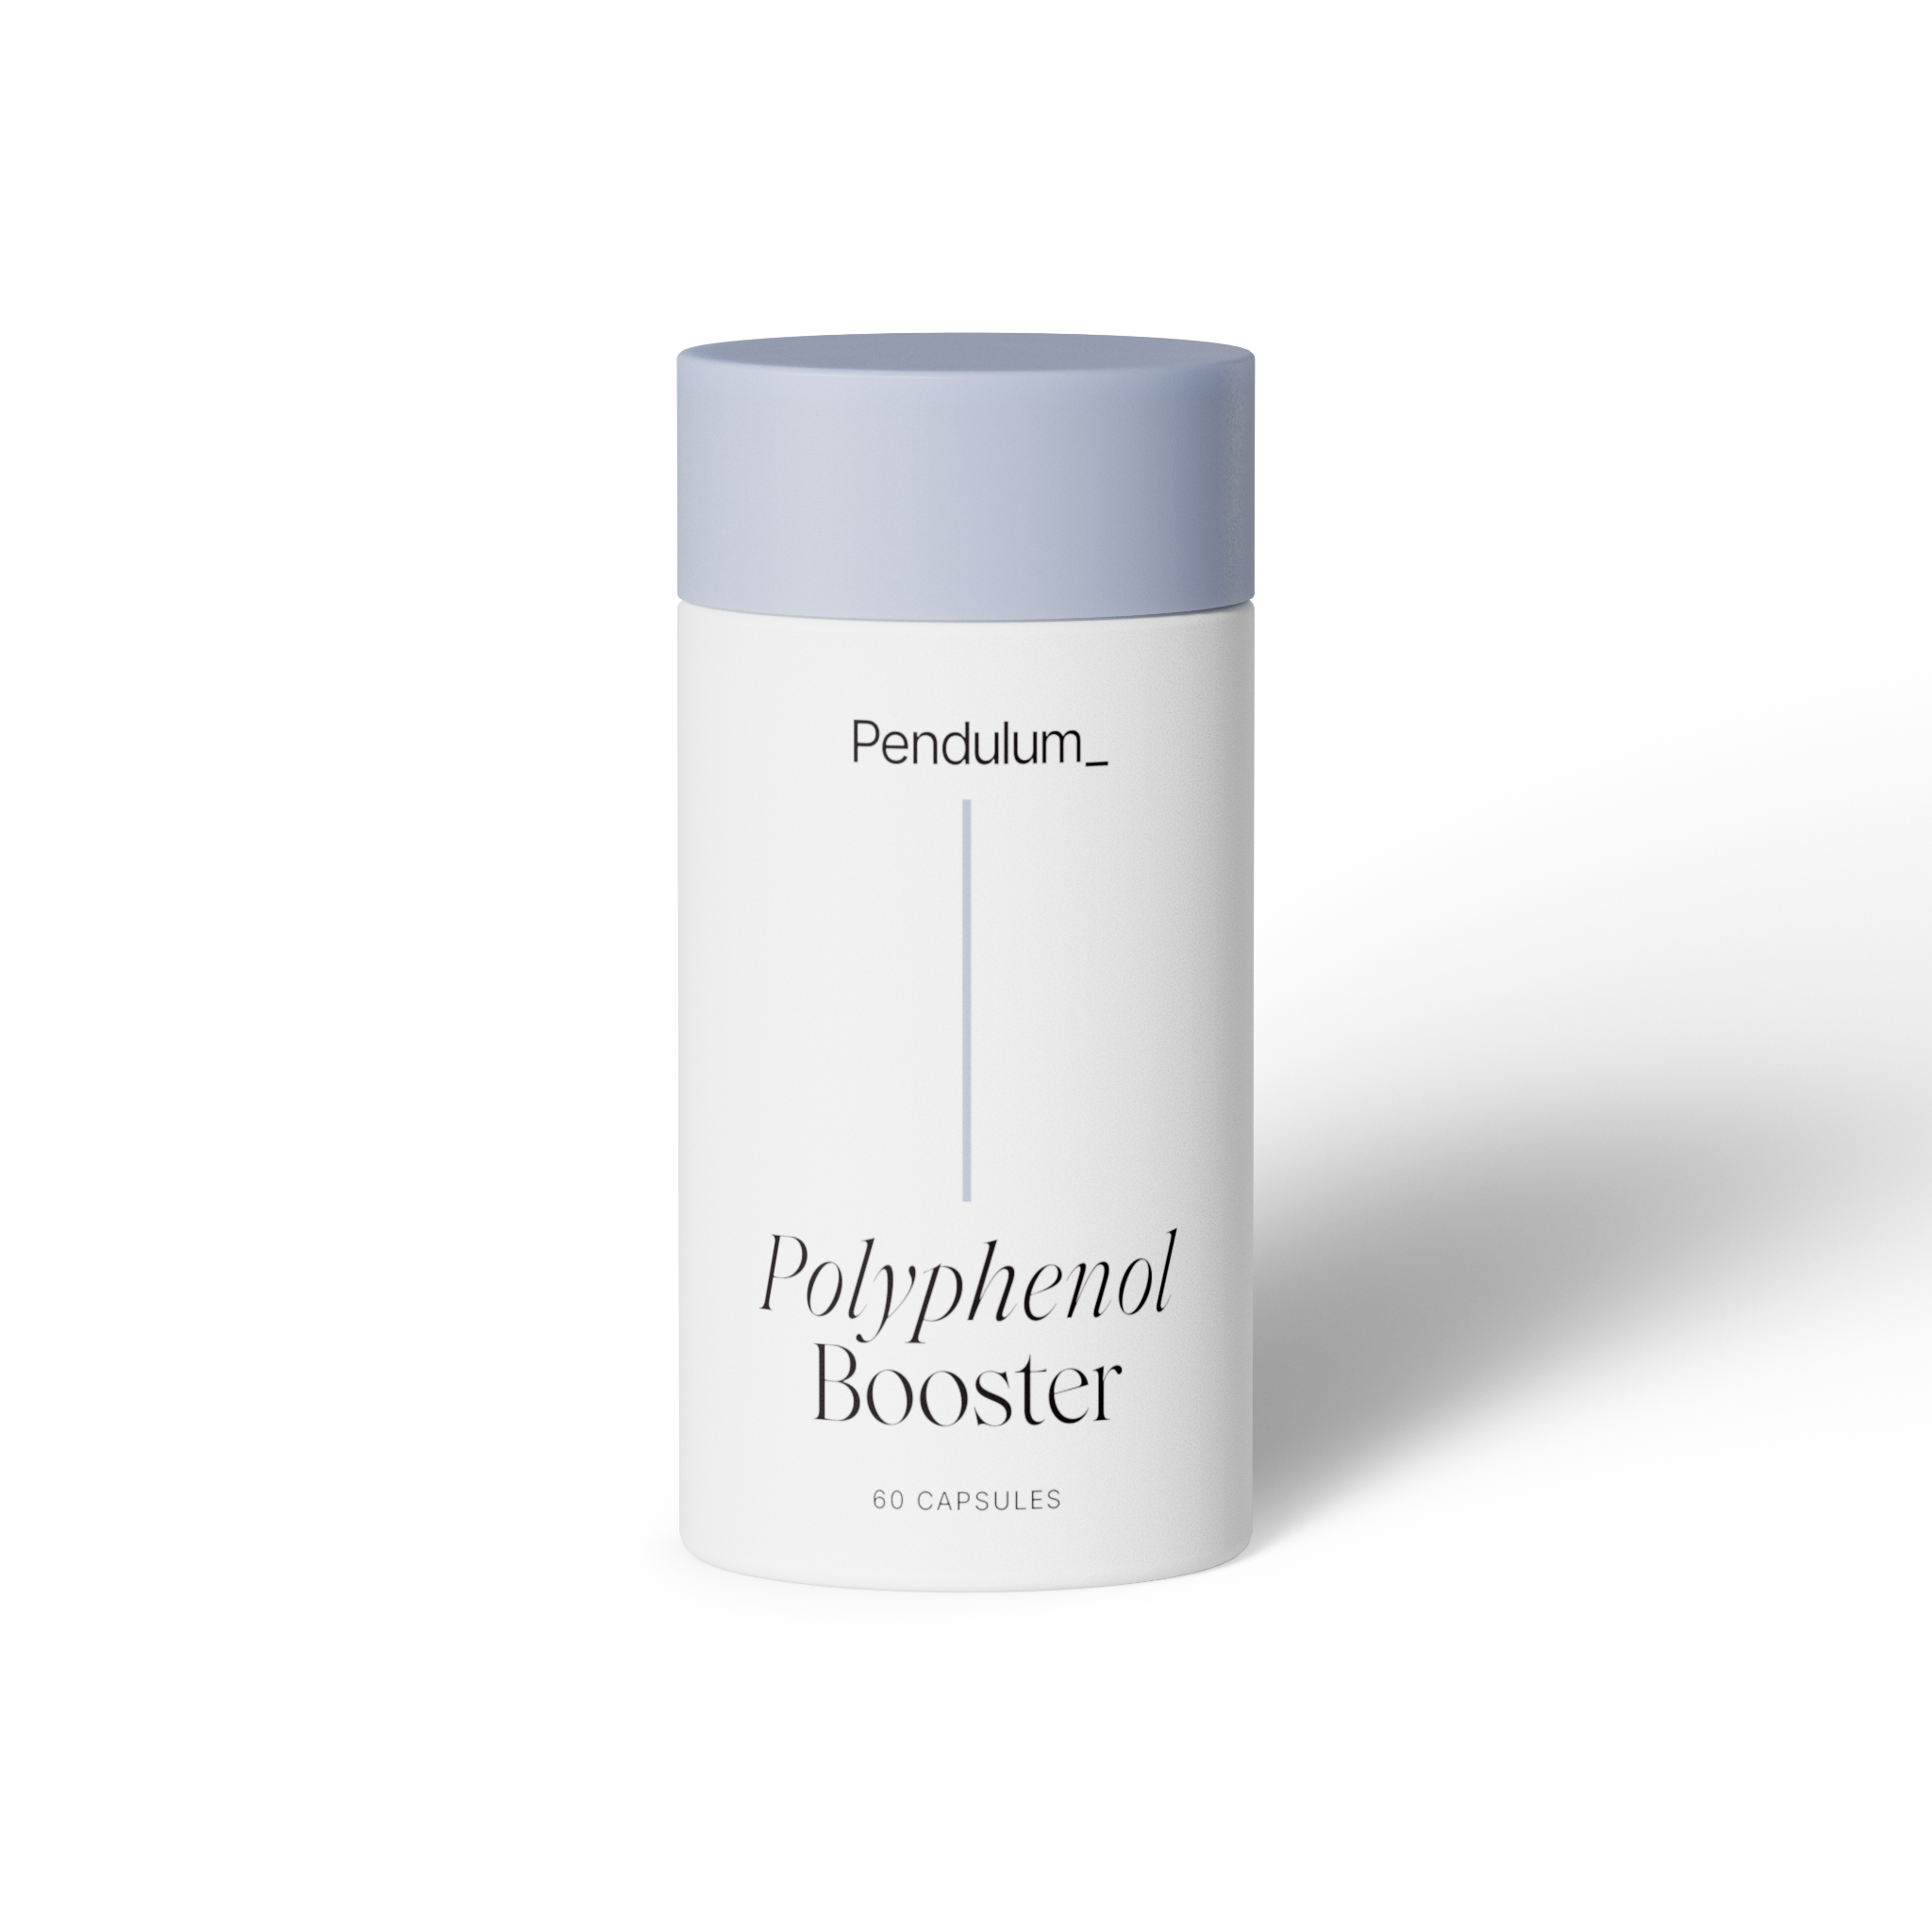 Pendulum_
Polyphenol
Booster
60 CAPSULES